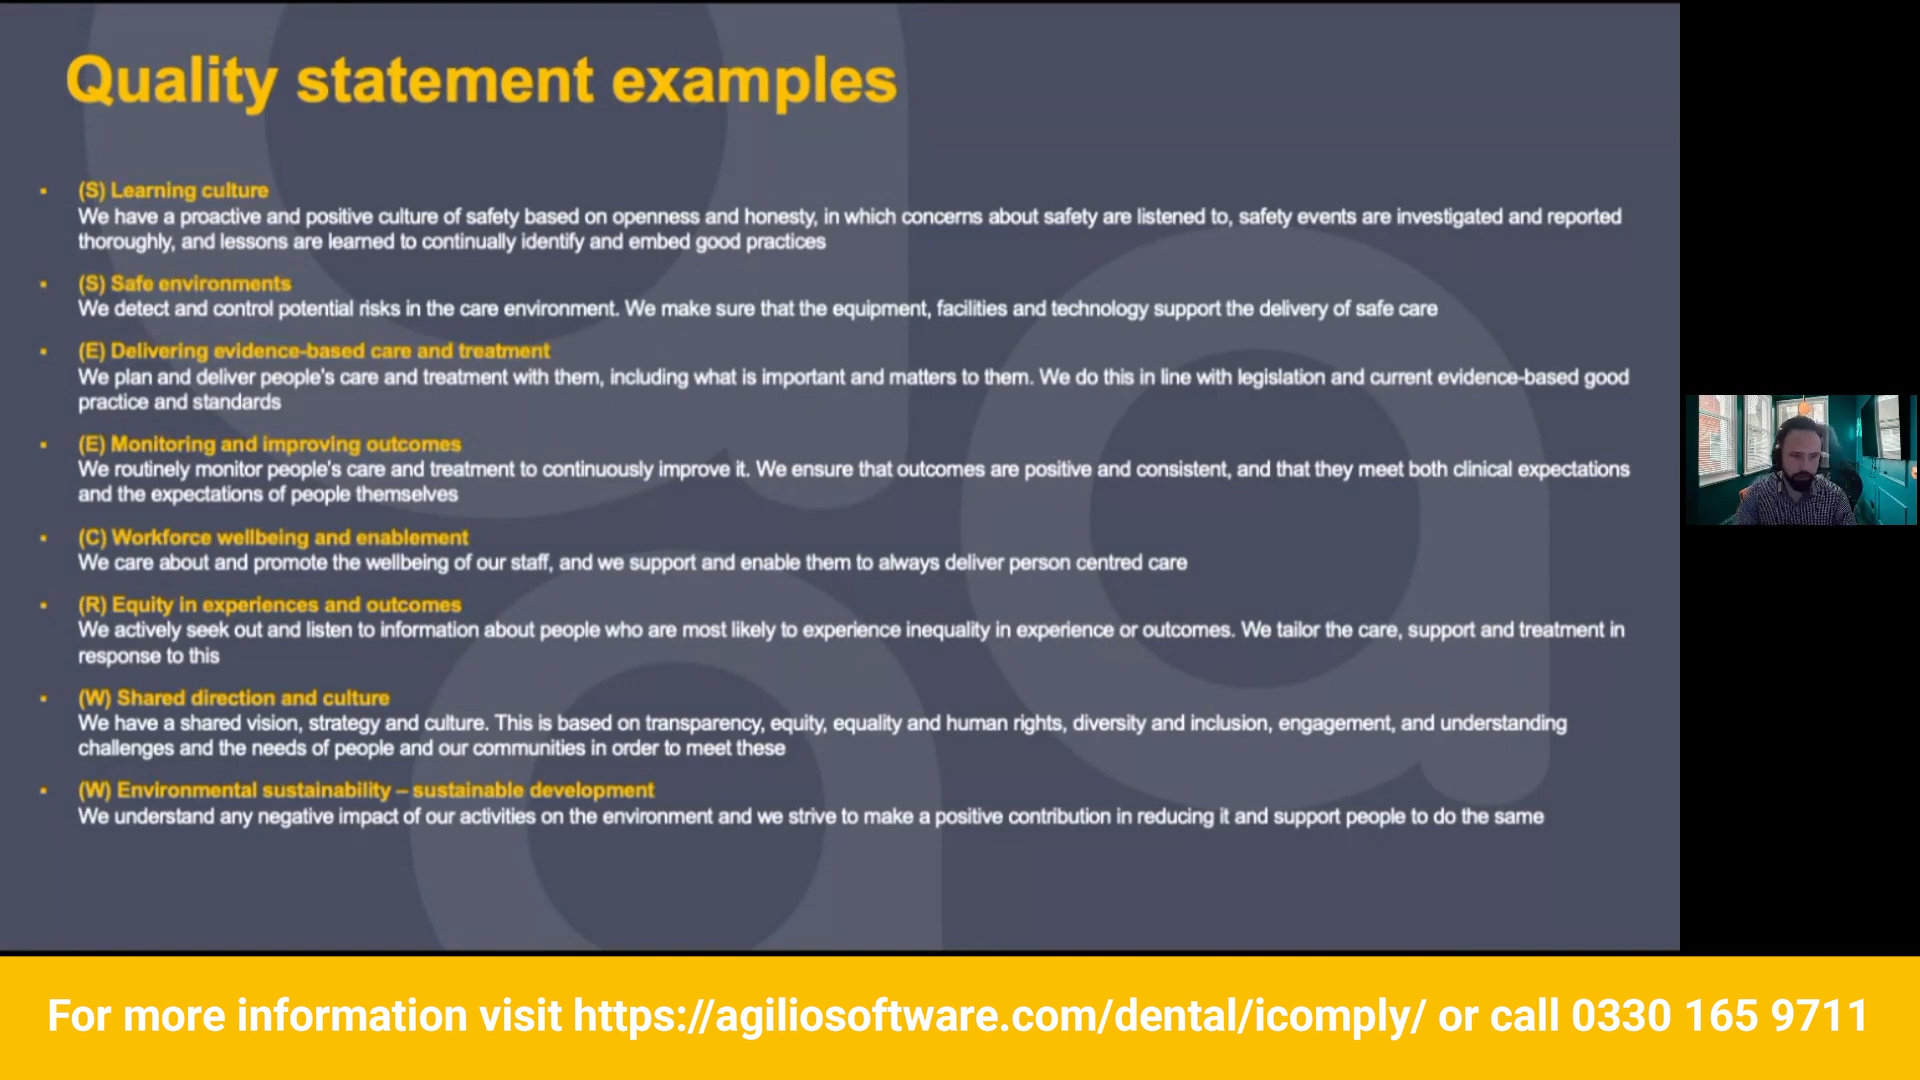 Quality statement examples
▪ (S) Learning culture
We have a proactive and positive culture of safety based on openness and honesty, in which concerns about safety are listened to, safety events are investigated and reported
thoroughly, and lessons are learned to continually identify and embed good practices
▪ (S) Safe environments
We detect and control potential risks in the care environment. We make sure that the equipment, facilities and technology support the delivery of safe care
▪ (E) Delivering evidence-based care and treatment
We plan and deliver people's care and treatment with them, including what is important and matters to them. We do this in line with legislation and current evidence-based good
practice and standards
▪ (E) Monitoring and improving outcomes
We routinely monitor people's care and treatment to continuously improve it. We ensure that outcomes are positive and consistent, and that they meet both clinical expectations
and the expectations of people themselves
▪ (C) Workforce wellbeing and enablement
We care about and promote the wellbeing of our staff, and we support and enable them to always deliver person centred care
▪ (R) Equity in experiences and outcomes
We actively seek out and listen to information about people who are most likely to experience inequality in experience or outcomes. We tailor the care, support and treatment in
response to this
▪ (W) Shared direction and culture
We have a shared vision, strategy and culture. This is based on transparency, equity, equality and human rights, diversity and inclusion, engagement, and understanding
challenges and the needs of people and our communities in order to meet these
▪ (W) Environmental sustainability – sustainable development
We understand any negative impact of our activities on the environment and we strive to make a positive contribution in reducing it and support people to do the same
For more information visit https://agiliosoftware.com/dental/icomply/ or call 0330 165 9711